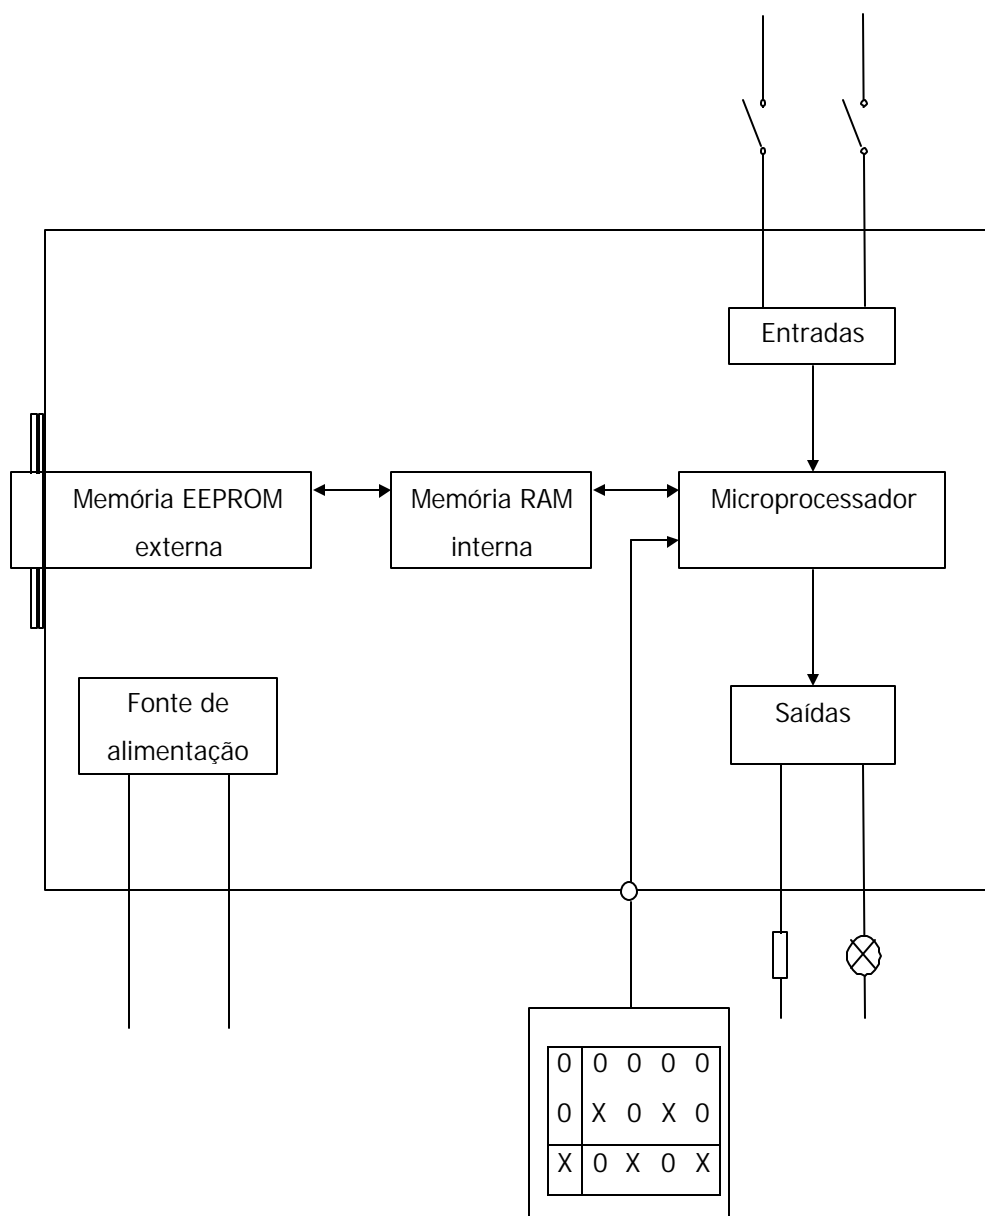 Entradas
Memória EEPROM
externa
Memória RAM
interna
Microprocessador
Fonte de
alimentação
Saídas
0 0 0 0 0
0 X 0 X 0
X 0 X 0 X